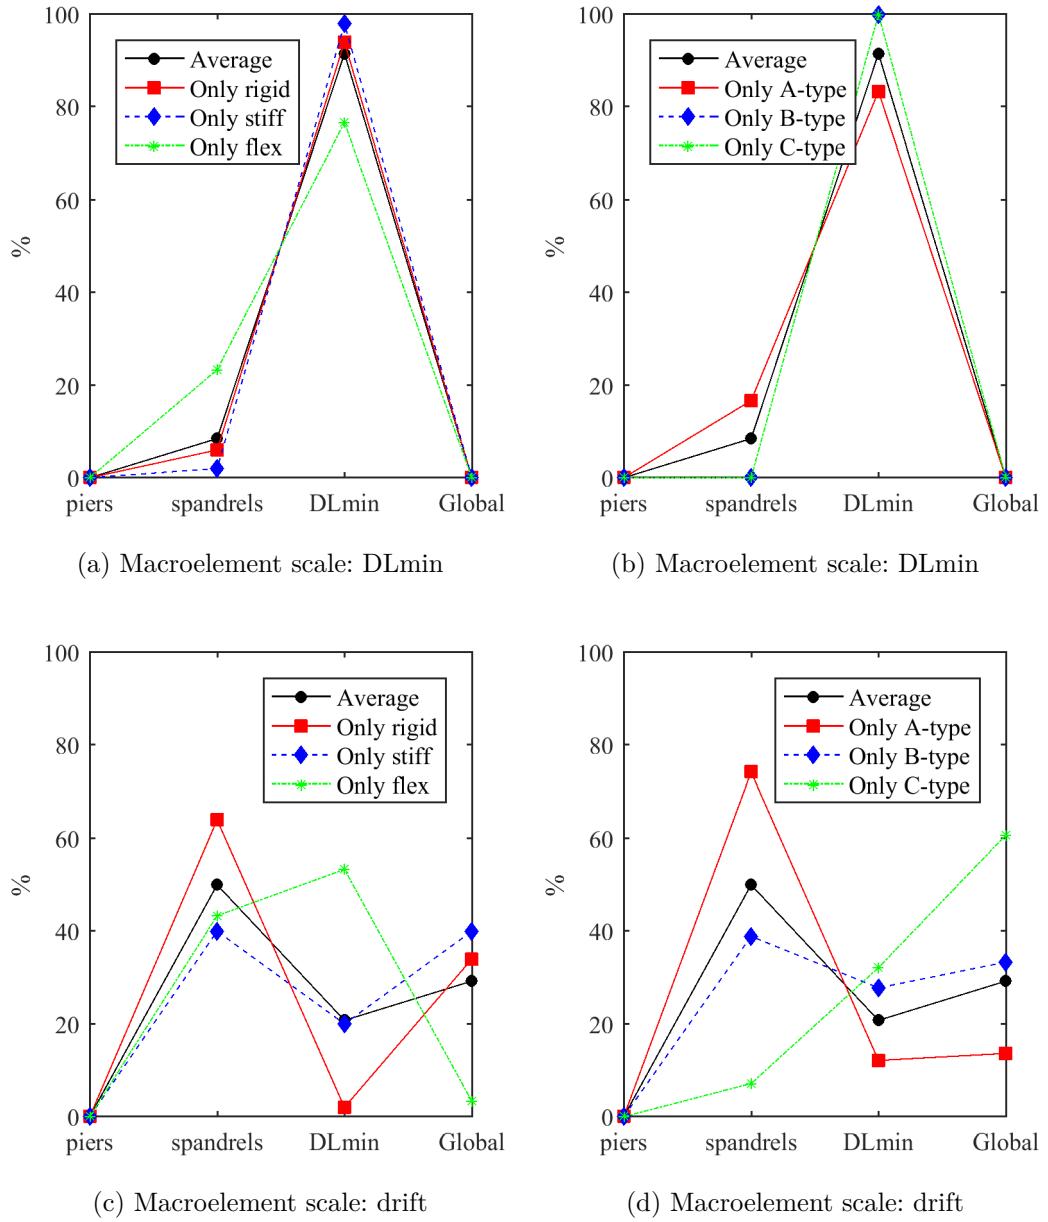 100
80
60
40
20
0
%
Average
Only rigid
Only stiff
Only flex
piers spandrels DLmin Global
(a) Macroelement scale: DLmin
100
80
60
40
20
0
%
Average
Only A-type
Only B-type
Only C-type
piers spandrels DLmin Global
(b) Macroelement scale: DLmin
100
80
60
40
20
0
%
Average
Only rigid
Only stiff
Only flex
piers spandrels DLmin Global
(c) Macroelement scale: drift
100
80
60
40
20
0
%
Average
Only A-type
Only B-type
Only C-type
piers spandrels DLmin Global
(d) Macroelement scale: drift